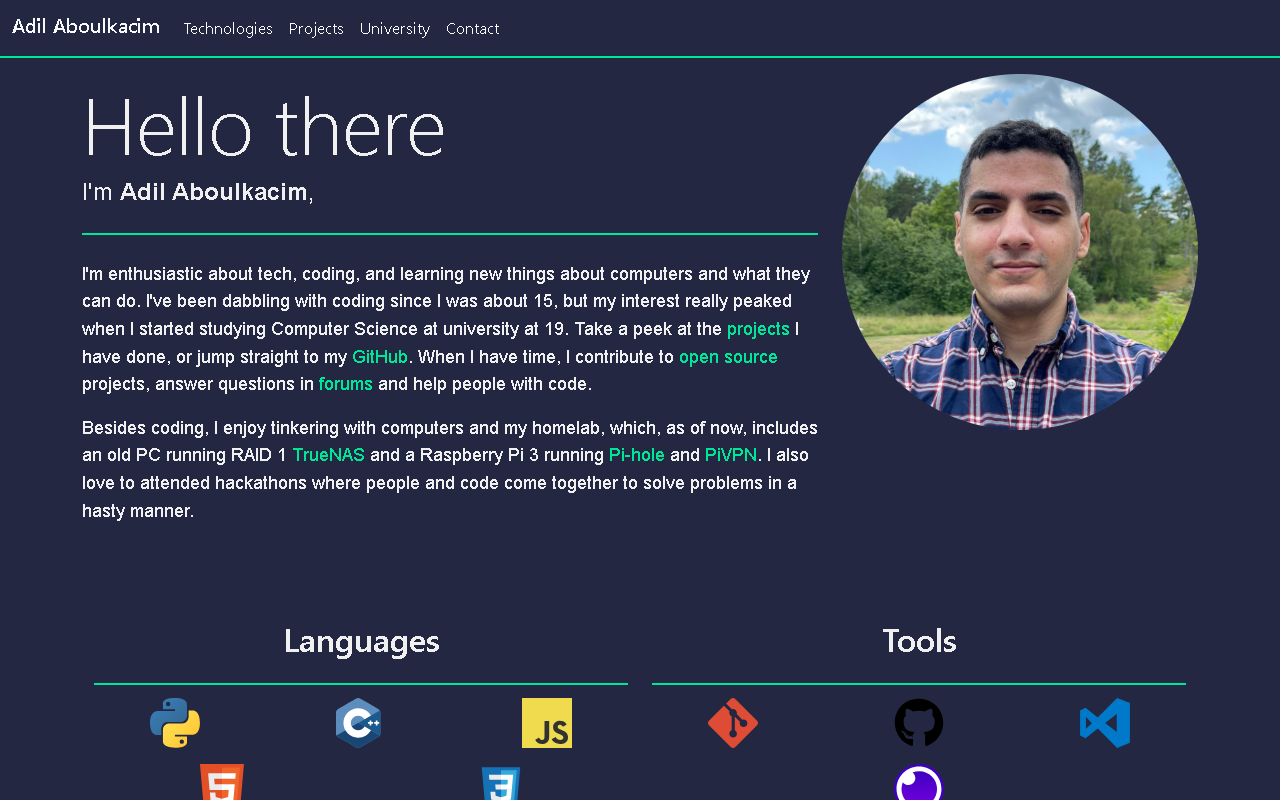 Adil Aboulkacim Technologies Projects University Contact
Hello there
I'm Adil Aboulkacim,
I'm enthusiastic about tech, coding, and learning new things about computers and what they
can do. I've been dabbling with coding since I was about 15, but my interest really peaked
when I started studying Computer Science at university at 19. Take a peek at the projects I
have done, or jump straight to my GitHub. When I have time, I contribute to open source
projects, answer questions in forums and help people with code.
Besides coding, I enjoy tinkering with computers and my homelab, which, as of now, includes
an old PC running RAID 1 TrueNAS and a Raspberry Pi 3 running Pi-hole and PiVPN. I also
love to attended hackathons where people and code come together to solve problems in a
hasty manner.
Languages
Tools
C++
JS
5
3